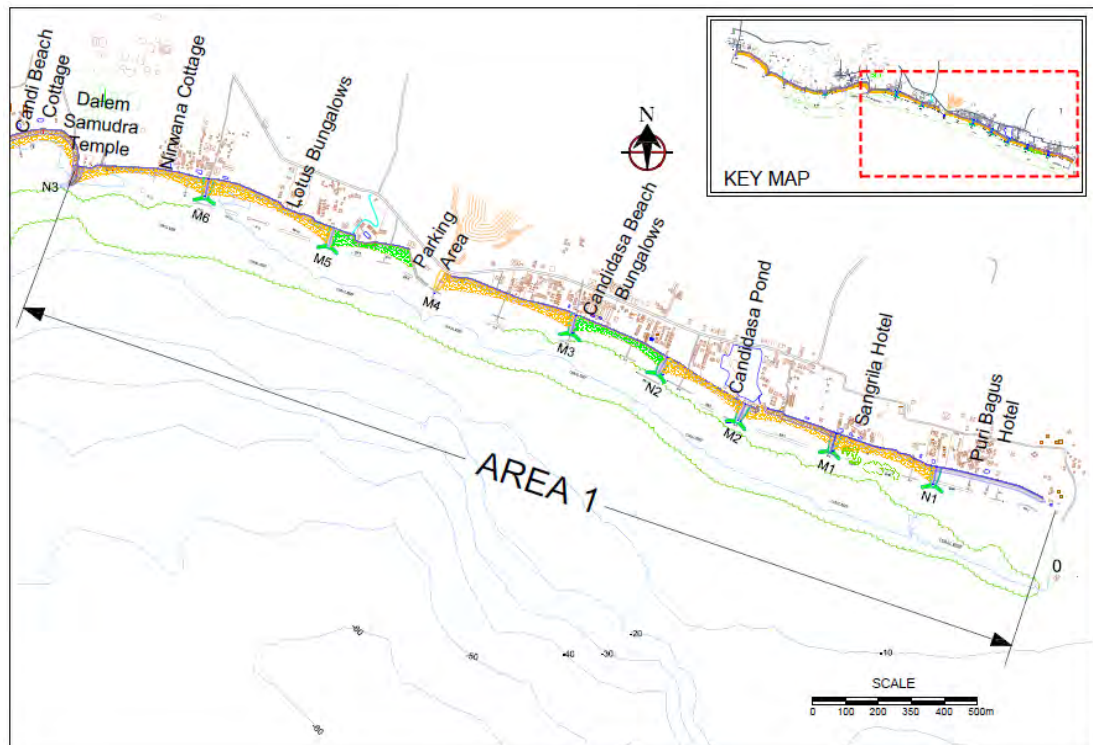 KEY MAP
N
Candi Beach
Cottage
Dalem
Samudra
Temple
Nirwana Cottage
Lotus Bungalows
Parking
Area
Candidasa Beach
Bungalows
Candidasa Pond
Sangrila Hotel
Puri Bagus
Hotel
N3
M6
M5
M4
M3
N2
M2
M1
N1
0
AREA 1
-10
-20
-30
-40
-50
-60
-80
SCALE
0 100 200 350 400 500m